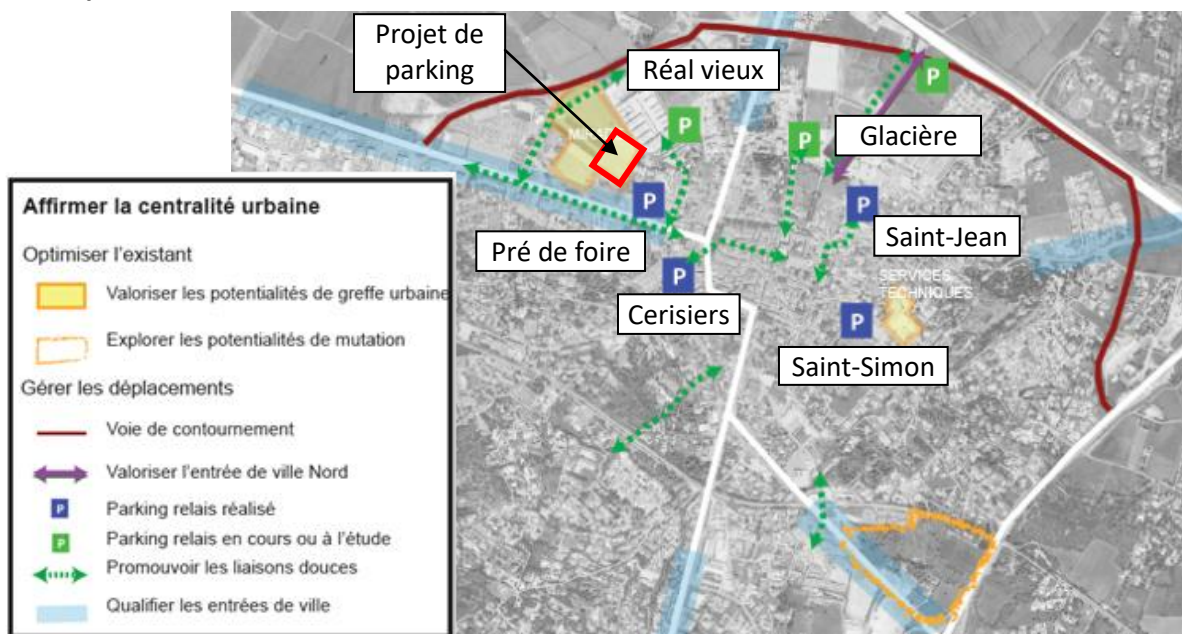 Projet de
parking
Réal vieux
P
P
P
Glacière
P
P
Saint-Jean
Pré de foire
P
SERVICES
TECHNIQUES
Cerisiers
P
Saint-Simon
Affirmer la centralité urbaine
Optimiser l'existant
Valoriser les potentialités de greffe urbaine
Explorer les potentialités de mutation
Gérer les déplacements
Voie de contournement
Valoriser l'entrée de ville Nord
P
Parking relais réalisé
P
Parking relais en cours ou à l'étude
Promouvoir les liaisons douces
Qualifier les entrées de ville